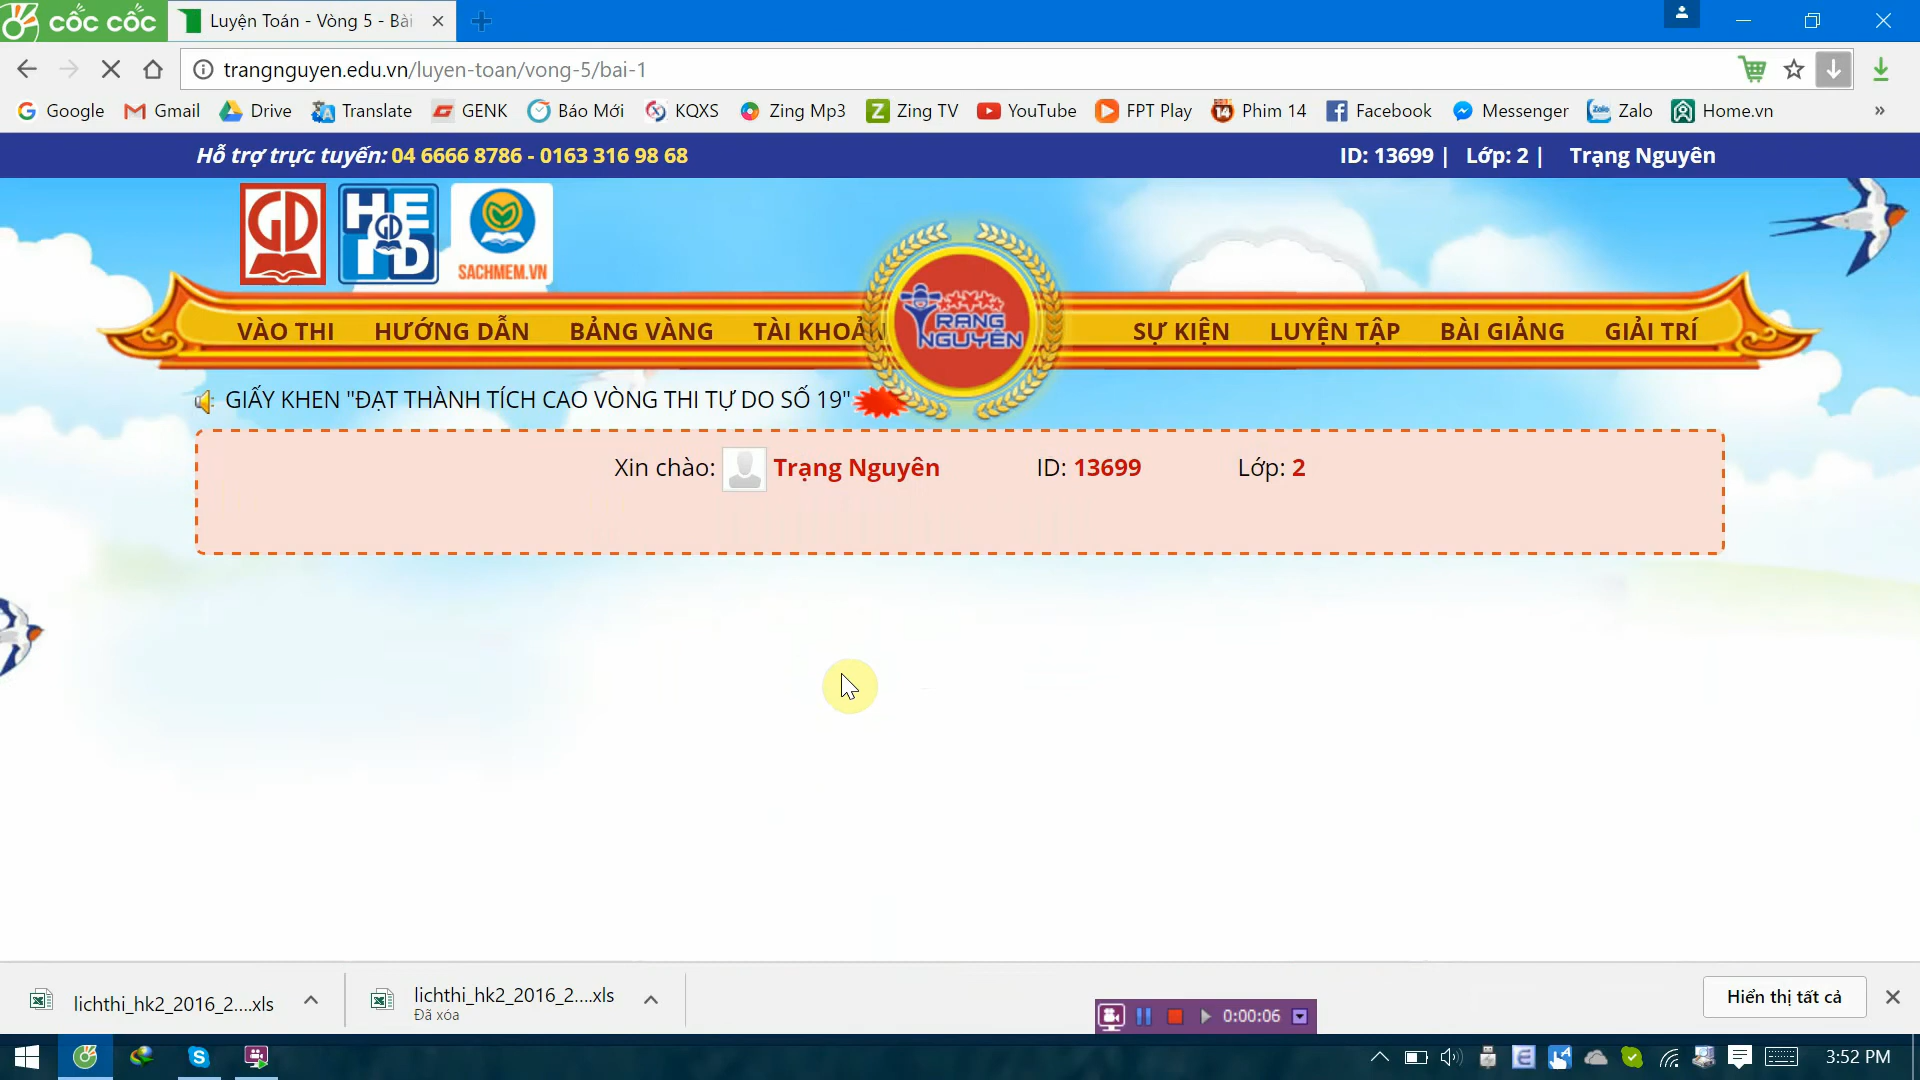 cốc cốc
Luyện Toán - Vòng 5 - Bài
trangnguyen.edu.vn/luyen-toan/vong-5/bai-1
Google Gmail Drive Translate GENK Báo Mới KQXS Zing Mp3 Zing TV YouTube FPT Play Phim 14 Facebook Messenger Zalo Home.vn »
Hỗ trợ trực tuyến: 04 6666 8786 - 0163 316 98 68
ID: 13699 | Lớp: 2 | Trạng Nguyên
GD
HEID
SACHMEM.VN
VÀO THI HƯỚNG DẪN BẢNG VÀNG TÀI KHOẢN
TRANG NGUYÊN
SỰ KIỆN LUYỆN TẬP BÀI GIẢNG GIẢI TRÍ
GIẤY KHEN "ĐẠT THÀNH TÍCH CAO VÒNG THI TỰ DO SỐ 19"
Xin chào: Trạng Nguyên ID: 13699 Lớp: 2
lichthi_hk2_2016_2....xls
lichthi_hk2_2016_2....xls
Đã xóa
Hiển thị tất cả
0:00:06
3:52 PM